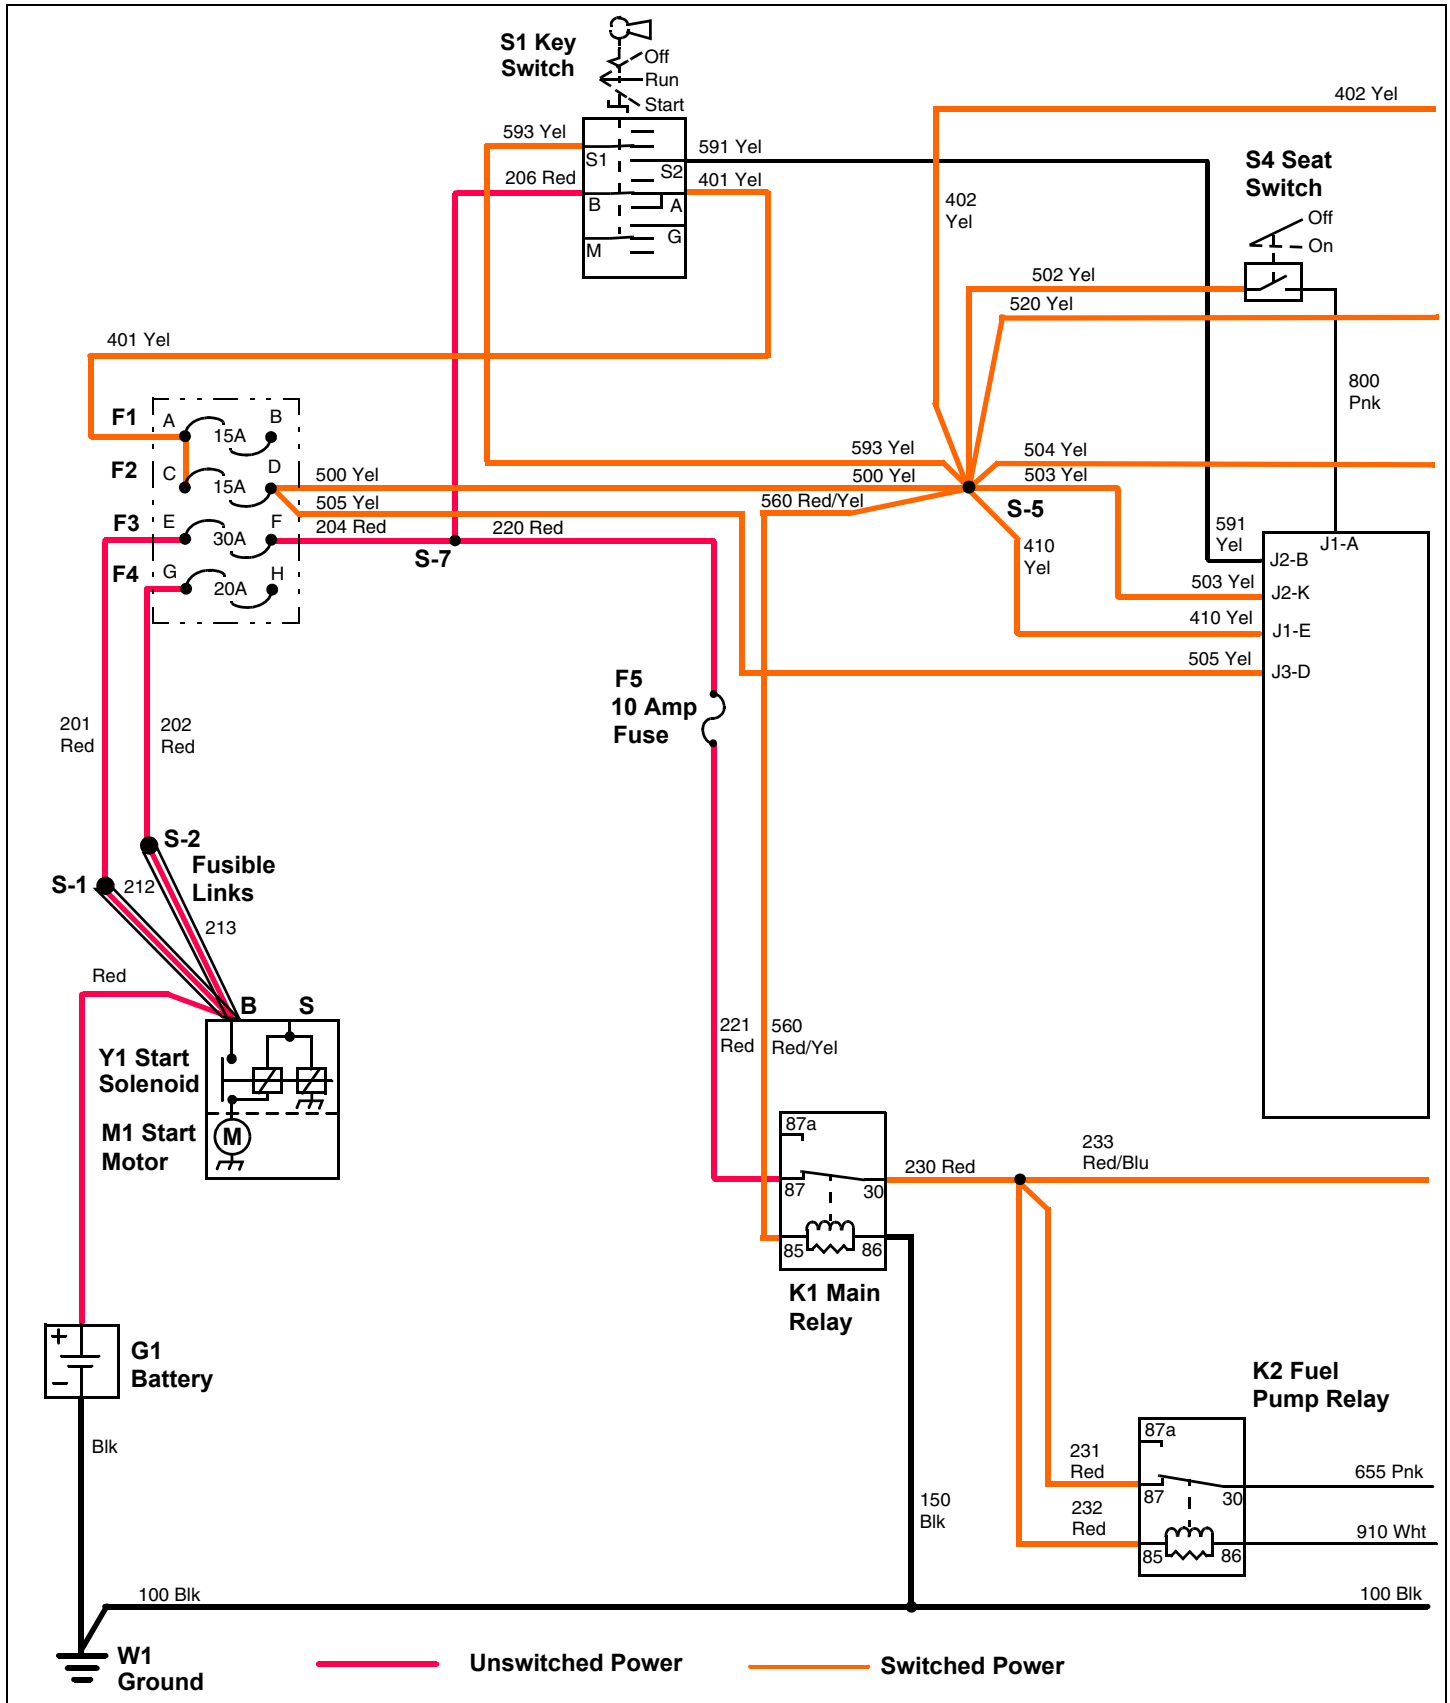 S1 Key
Switch
Off
Run
Start
593 Yel
591 Yel
S1
S2
206 Red
401 Yel
B
A
G
M
402 Yel
S4 Seat
Switch
402
Yel
Off
On
502 Yel
520 Yel
401 Yel
800
Pnk
F1
A
B
15A
F2
C
D
15A
500 Yel
505 Yel
593 Yel
504 Yel
500 Yel
503 Yel
560 Red/Yel
S-5
F3
E
F
30A
204 Red
220 Red
S-7
F4
G
H
20A
410
Yel
591
Yel
J1-A
J2-B
503 Yel
J2-K
410 Yel
J1-E
505 Yel
J3-D
F5
10 Amp
Fuse
201
Red
202
Red
S-2
Fusible
Links
S-1
212
213
Red
B
S
Y1 Start
Solenoid
M1 Start
Motor
M
221
Red
560
Red/Yel
87a
87
30
85
86
230 Red
233
Red/Blu
K1 Main
Relay
+
−
G1
Battery
K2 Fuel
Pump Relay
Blk
87a
231
Red
87
30
655 Pnk
232
Red
85
86
910 Wht
150
Blk
100 Blk
100 Blk
W1
Ground
Unswitched Power
Switched Power